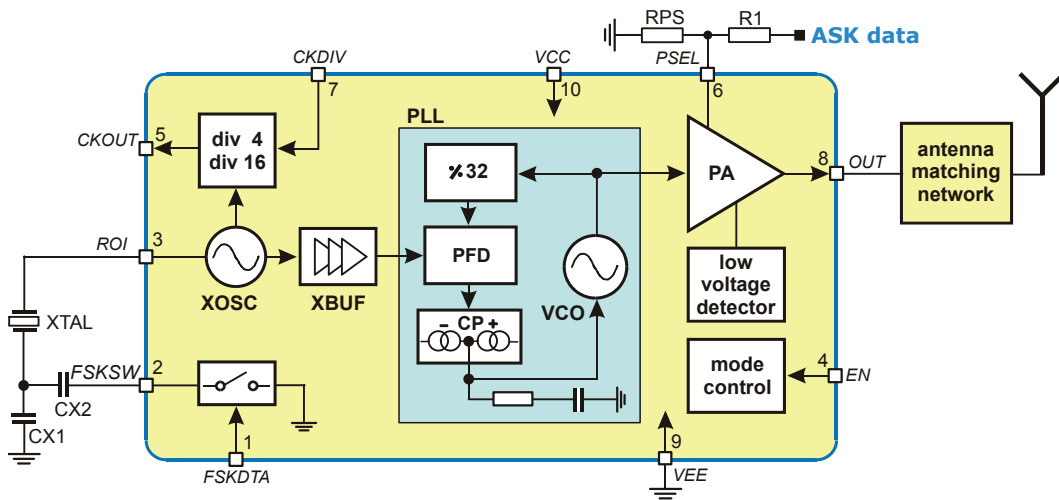 RPS
R1
ASK data
CKDIV
VCC
PSEL
7
10
6
PLL
CKOUT
5
div 4
div 16
÷32
PA
8
OUT
antenna
matching
network
ROI
3
XOSC
XBUF
PFD
VCO
low
voltage
detector
XTAL
- CP +
FSKSW
2
mode
control
4
EN
CX2
CX1
1
9
FSKDTA
VEE